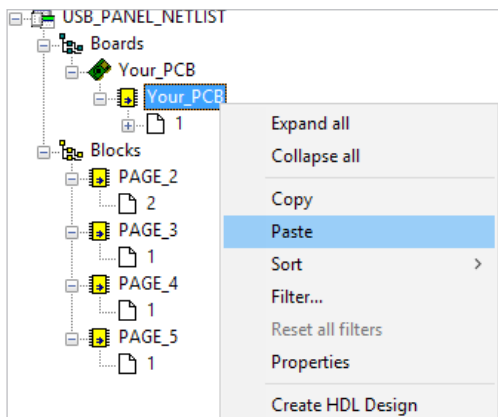 USB_PANEL_NETLIST
Boards
Your_PCB
Your_PCB
1
Blocks
PAGE_2
2
PAGE_3
1
PAGE_4
1
PAGE_5
1
Expand all
Collapse all
Copy
Paste
Sort
Filter...
Reset all filters
Properties
Create HDL Design